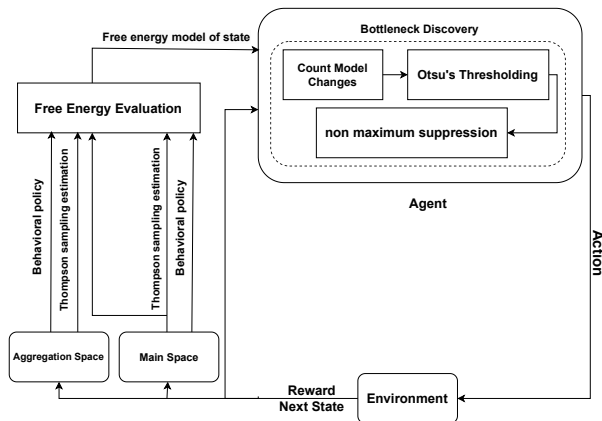 Free energy model of state
Bottleneck Discovery
Count Model
Changes
Otsu's Thresholding
non maximum suppression
Agent
Free Energy Evaluation
Behavioral policy
Thompson sampling estimation
Thompson sampling estimation
Behavioral policy
Action
Aggregation Space
Main Space
Reward
Next State
Environment